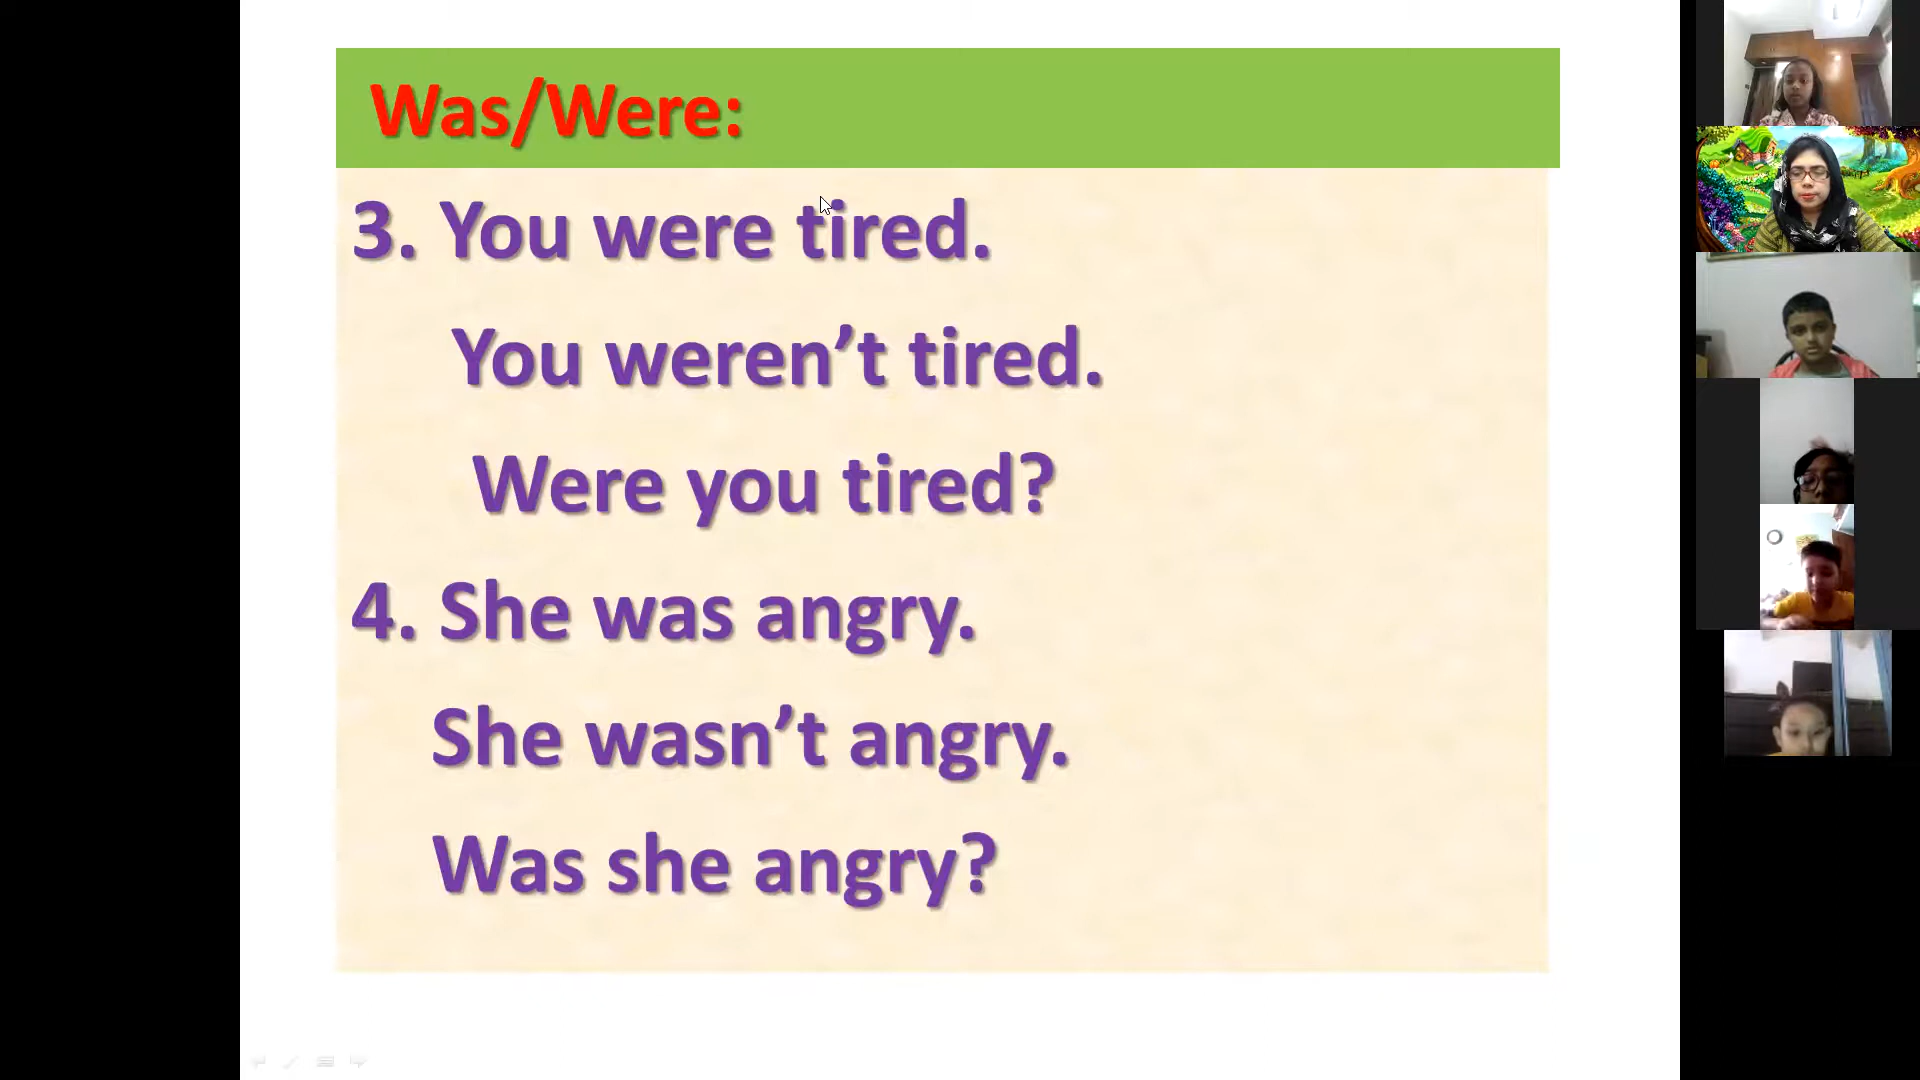 Was/Were:
3. You were tired.
You weren’t tired.
Were you tired?
4. She was angry.
She wasn’t angry.
Was she angry?